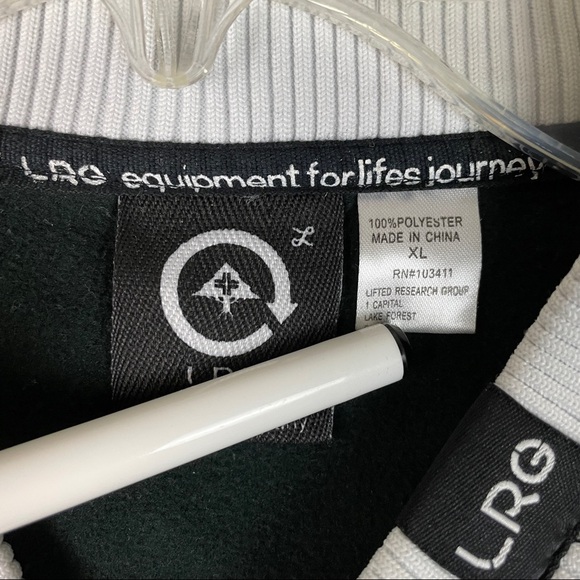 LRG equipment for lifes journey
L
100%POLYESTER
MADE IN CHINA
XL
RN#103411
LIFTED RESEARCH GROUP
1 CAPITAL
LAKE FOREST
LRG